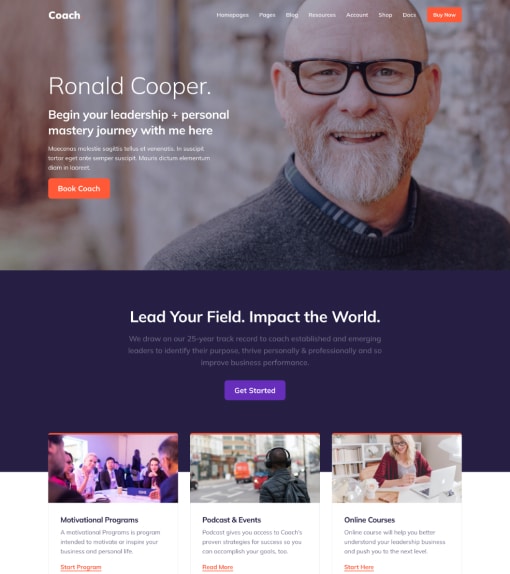 Coach
Homepages Pages Blog Resources Account Shop Docs Buy Now
Ronald Cooper.
Begin your leadership + personal
mastery journey with me here
Maecenas molestie sagittis tellus at venenatis. In suscipit
tortor eget ante semper suscipit. Mauris dictum elementum
diam in laoreet.
Book Coach
Lead Your Field. Impact the World.
We draw on our 25-year track record to coach established and emerging
leaders to identify their purpose, thrive personally & professionally and so
improve business performance.
Get Started
Motivational Programs
A motivational Programs is program
intended to motivate or inspire your
business and personal life.
Start Program
Podcast & Events
Podcast gives you access to Coach's
proven strategies for success so you
can accomplish your goals, too.
Read More
Online Courses
Online course will help you better
understand your leadership business
and push you to the next level.
Start Here